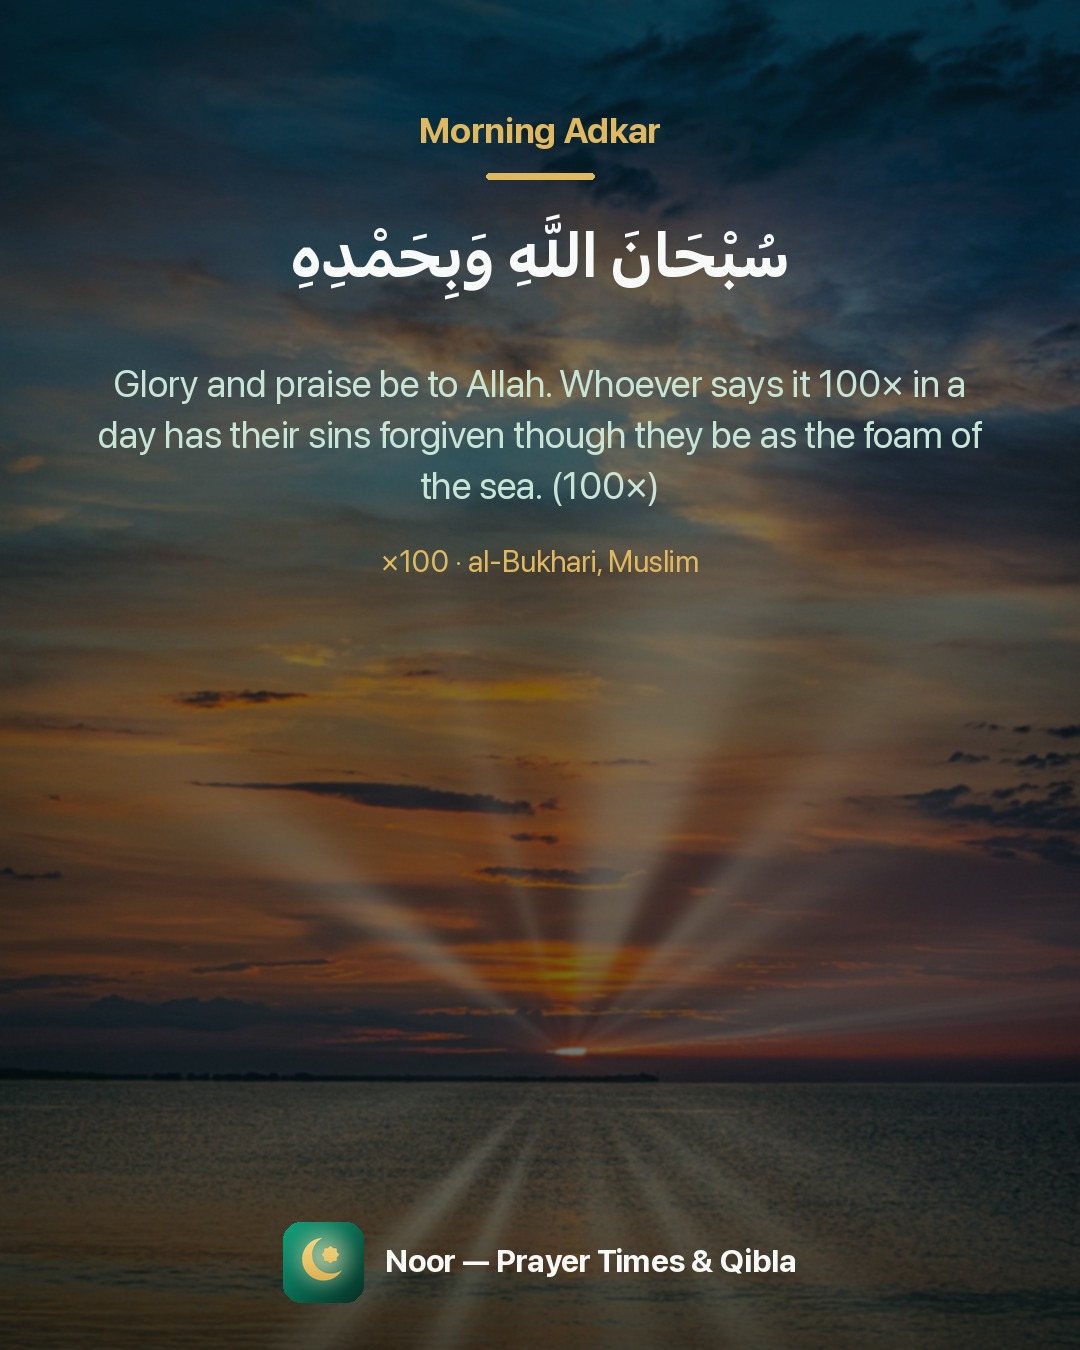 Morning Adkar
سُبْحَانَ اللَّهِ وَبِحَمْدِهِ
Glory and praise be to Allah. Whoever says it 100× in a
day has their sins forgiven though they be as the foam of
the sea. (100×)
×100 · al-Bukhari, Muslim
Noor — Prayer Times & Qibla